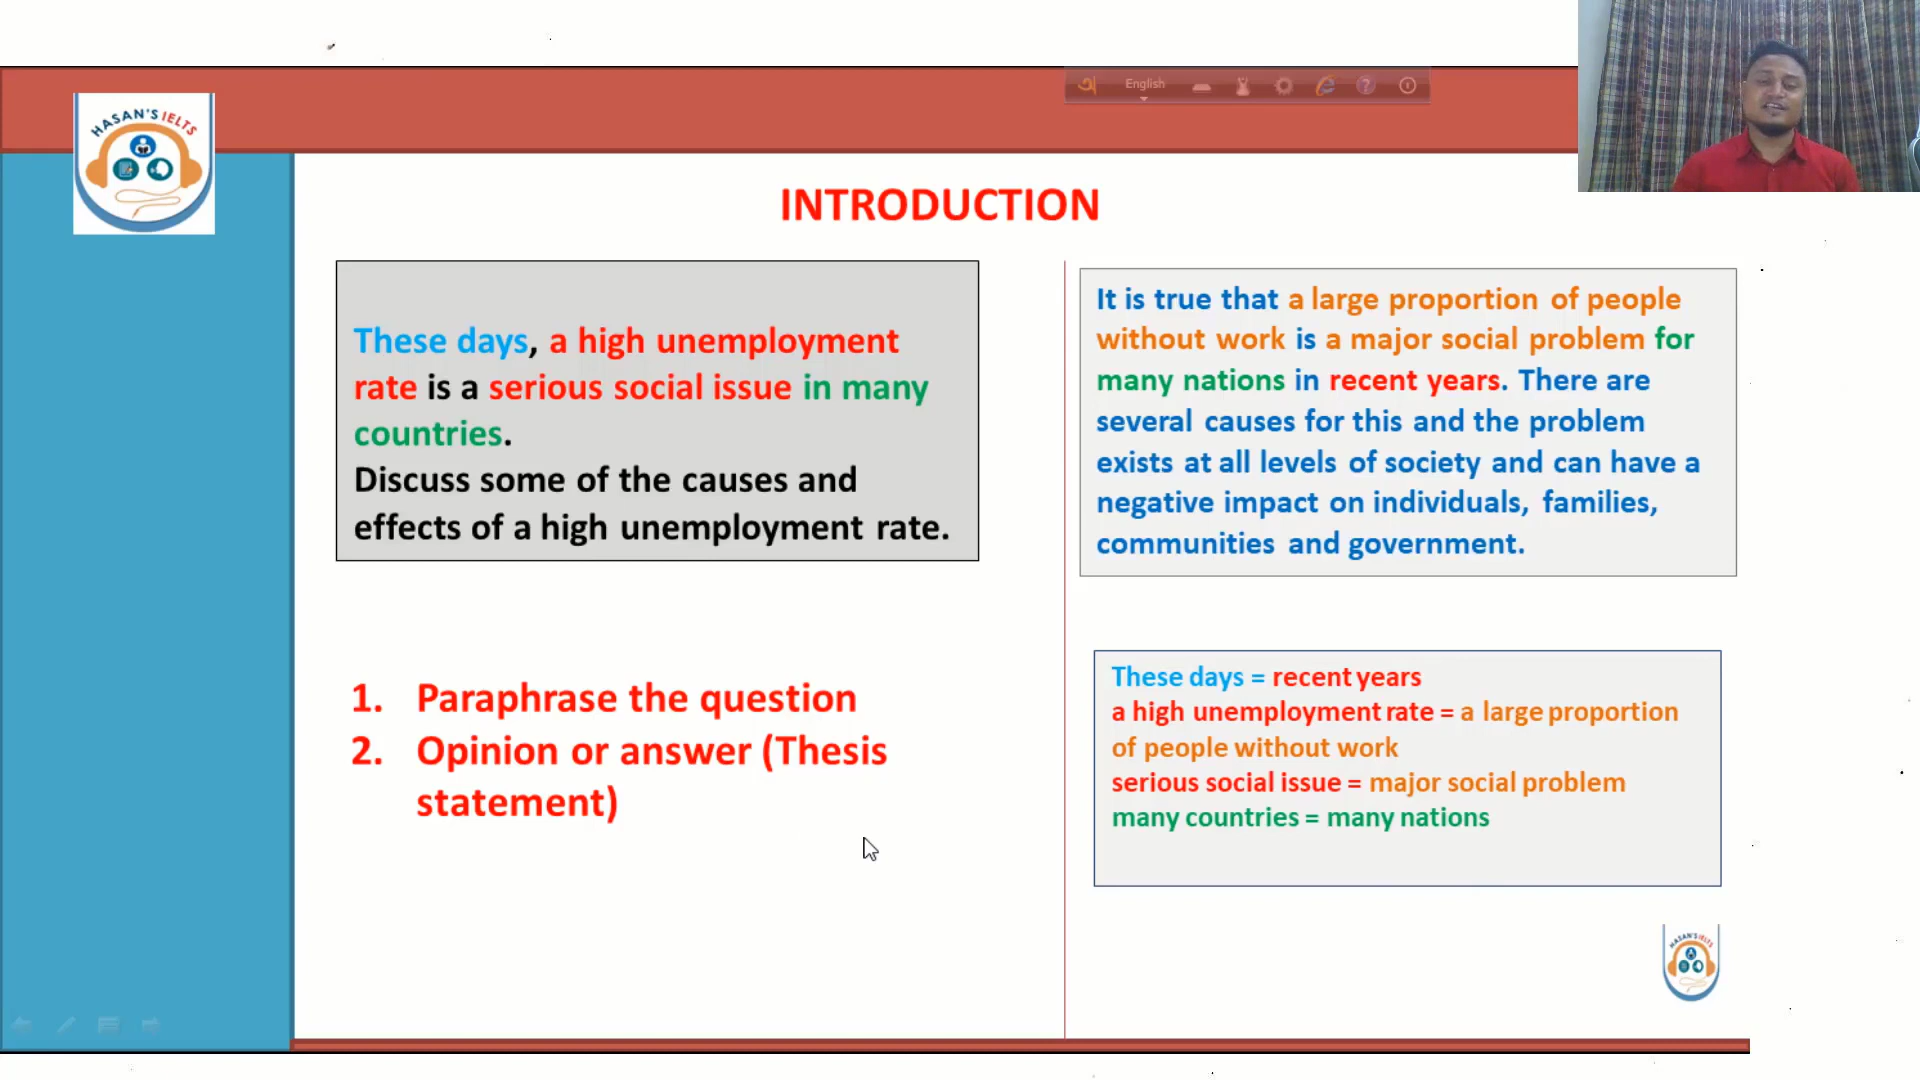 HASAN'S IELTS
English
INTRODUCTION
These days, a high unemployment
rate is a serious social issue in many
countries.
Discuss some of the causes and
effects of a high unemployment rate.
1. Paraphrase the question
2. Opinion or answer (Thesis
statement)
It is true that a large proportion of people
without work is a major social problem for
many nations in recent years. There are
several causes for this and the problem
exists at all levels of society and can have a
negative impact on individuals, families,
communities and government.
These days = recent years
a high unemployment rate = a large proportion
of people without work
serious social issue = major social problem
many countries = many nations
HASAN'S IELTS